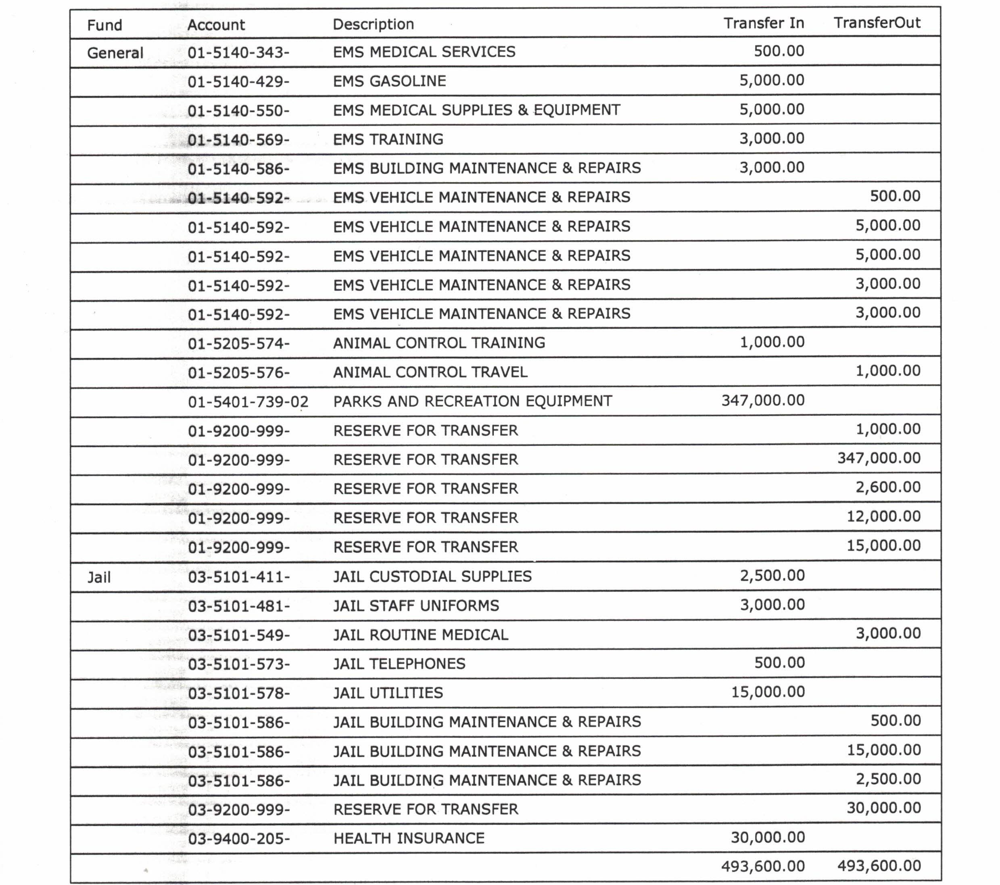 Fund Account Description Transfer In TransferOut
General 01-5140-343- EMS MEDICAL SERVICES 500.00
01-5140-429- EMS GASOLINE 5,000.00
01-5140-550- EMS MEDICAL SUPPLIES & EQUIPMENT 5,000.00
01-5140-569- EMS TRAINING 3,000.00
01-5140-586- EMS BUILDING MAINTENANCE & REPAIRS 3,000.00
01-5140-592- EMS VEHICLE MAINTENANCE & REPAIRS 500.00
01-5140-592- EMS VEHICLE MAINTENANCE & REPAIRS 5,000.00
01-5140-592- EMS VEHICLE MAINTENANCE & REPAIRS 5,000.00
01-5140-592- EMS VEHICLE MAINTENANCE & REPAIRS 3,000.00
01-5140-592- EMS VEHICLE MAINTENANCE & REPAIRS 3,000.00
01-5205-574- ANIMAL CONTROL TRAINING 1,000.00
01-5205-576- ANIMAL CONTROL TRAVEL 1,000.00
01-5401-739-02 PARKS AND RECREATION EQUIPMENT 347,000.00
01-9200-999- RESERVE FOR TRANSFER 1,000.00
01-9200-999- RESERVE FOR TRANSFER 347,000.00
01-9200-999- RESERVE FOR TRANSFER 2,600.00
01-9200-999- RESERVE FOR TRANSFER 12,000.00
01-9200-999- RESERVE FOR TRANSFER 15,000.00
Jail 03-5101-411- JAIL CUSTODIAL SUPPLIES 2,500.00
03-5101-481- JAIL STAFF UNIFORMS 3,000.00
03-5101-549- JAIL ROUTINE MEDICAL 3,000.00
03-5101-573- JAIL TELEPHONES 500.00
03-5101-578- JAIL UTILITIES 15,000.00
03-5101-586- JAIL BUILDING MAINTENANCE & REPAIRS 500.00
03-5101-586- JAIL BUILDING MAINTENANCE & REPAIRS 15,000.00
03-5101-586- JAIL BUILDING MAINTENANCE & REPAIRS 2,500.00
03-9200-999- RESERVE FOR TRANSFER 30,000.00
03-9400-205- HEALTH INSURANCE 30,000.00
493,600.00 493,600.00